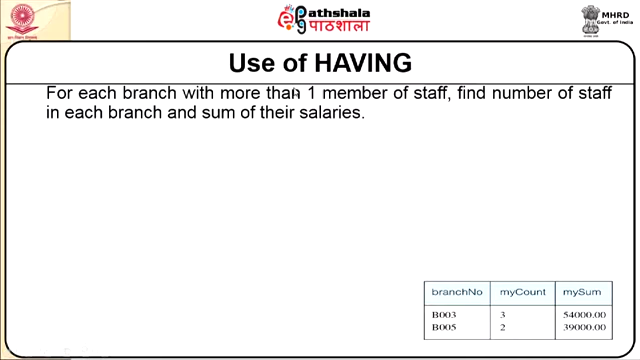 Pathshala
पाठशाला
MHRD
Govt. of India
Use of HAVING
For each branch with more than 1 member of staff, find number of staff
in each branch and sum of their salaries.
branchNo myCount mySum
B003 3 54000.00
B005 2 39000.00